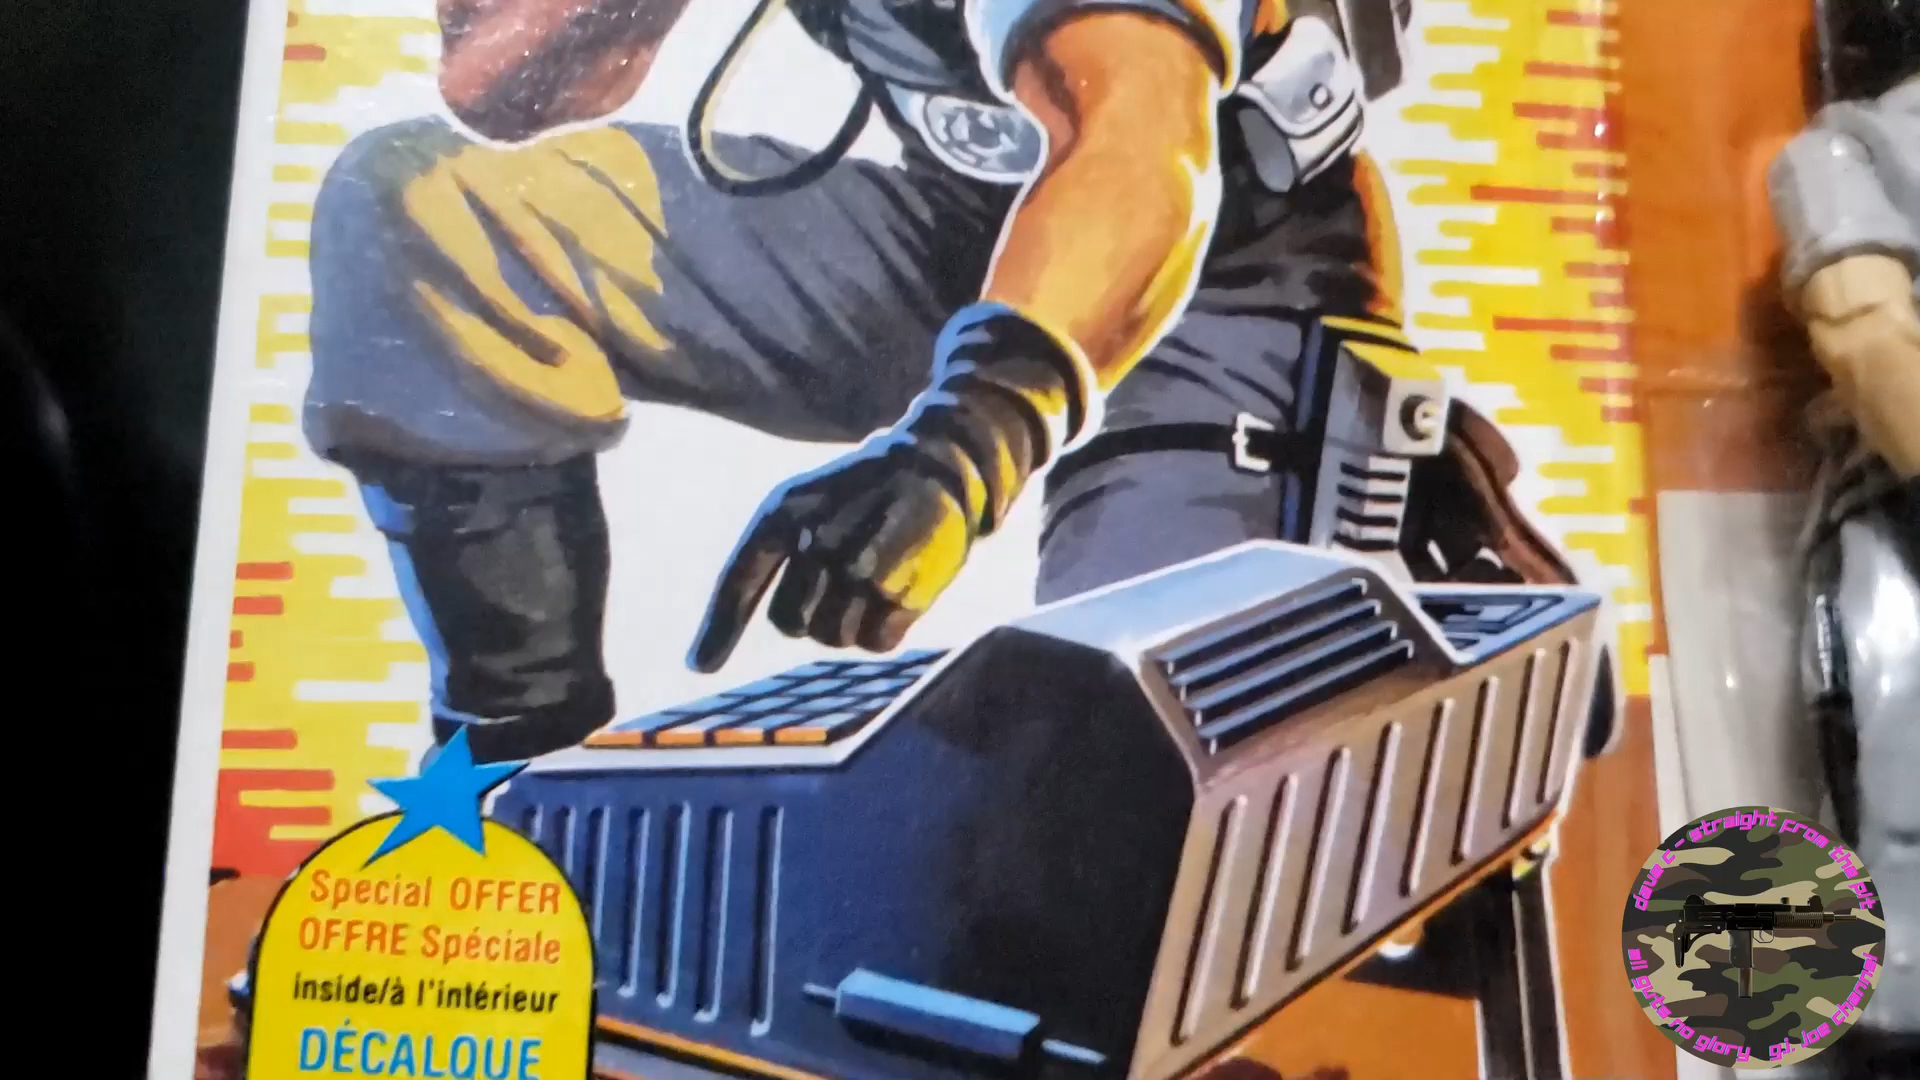 Special OFFER
OFFRE Spéciale
inside/à l'intérieur
DÉCALQUE
dave c - straight from the pit
all guts no glory g.i. joe channel